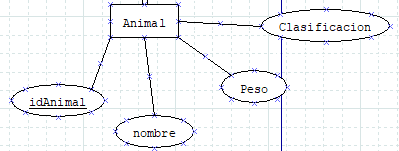 Animal
Clasificacion
Peso
idAnimal
nombre